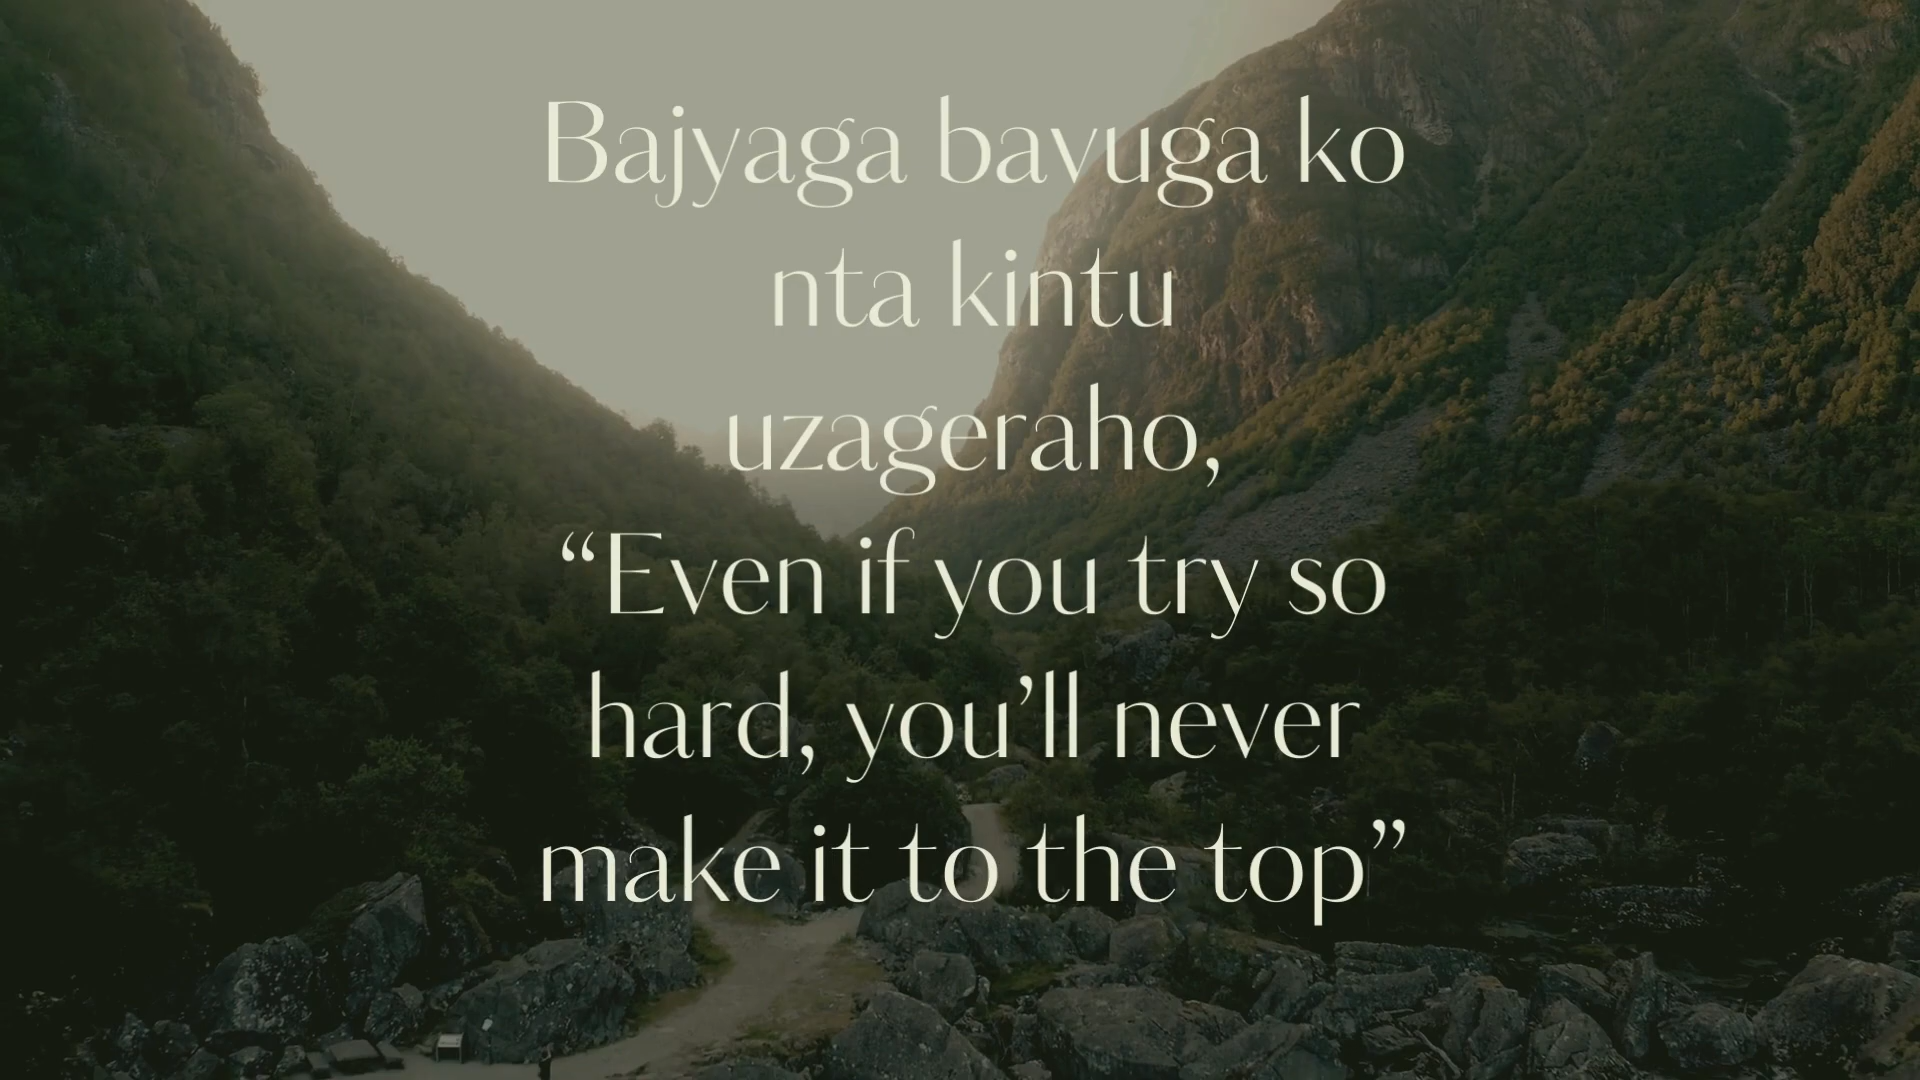 Bajyaga bavuga ko
nta kintu
uzageraho,
“Even if you try so
hard, you’ll never
make it to the top”